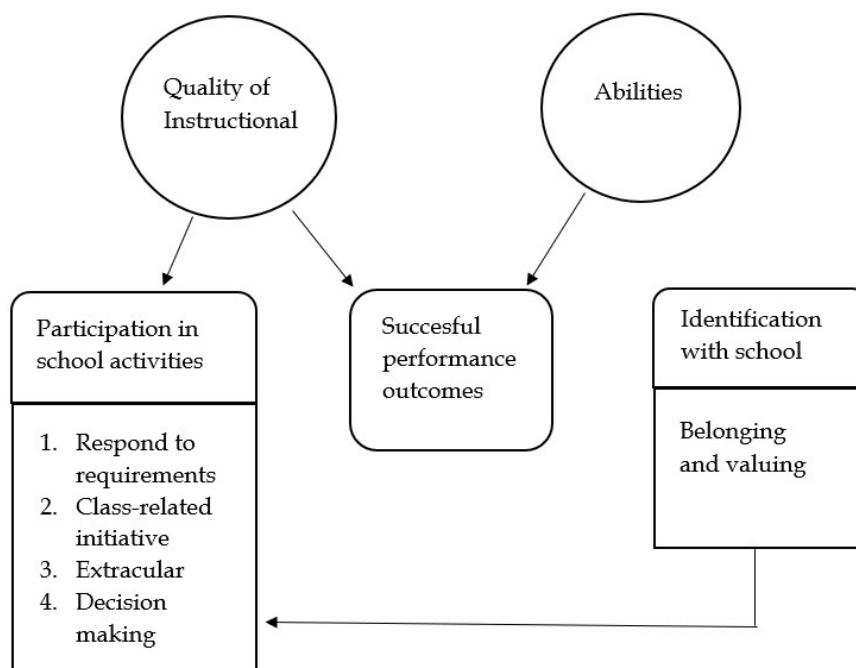 Quality of
Instructional
Abilities
Participation in
school activities
Succesful
performance
outcomes
Identification
with school
1. Respond to
requirements
2. Class-related
initiative
3. Extracular
4. Decision
making
Belonging
and valuing